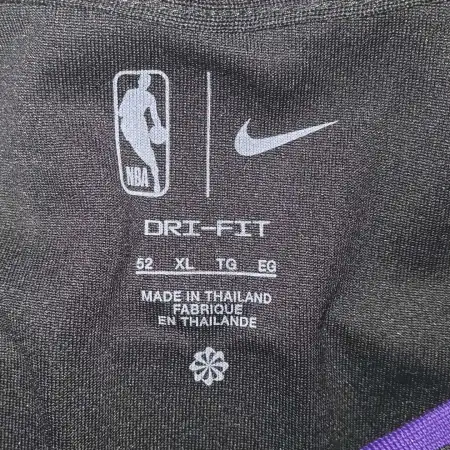 NBA
DRI-FIT
52 XL TG EG
MADE IN THAILAND
FABRIQUE
EN THAILANDE